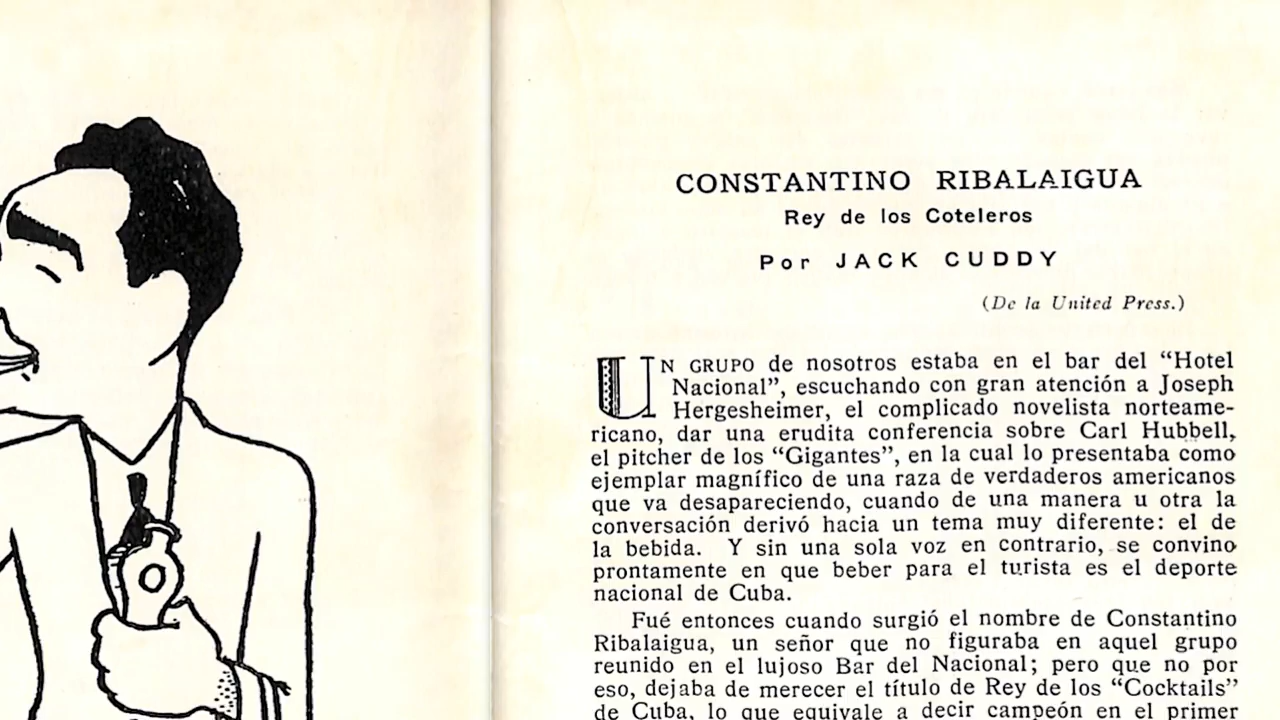 CONSTANTINO RIBALAIGUA
Rey de los Coteleros
Por JACK CUDDY
(De la United Press.)
UN GRUPO de nosotros estaba en el bar del “Hotel
Nacional”, escuchando con gran atención a Joseph
Hergesheimer, el complicado novelista norteame-
ricano, dar una erudita conferencia sobre Carl Hubbell,
el pitcher de los “Gigantes”, en la cual lo presentaba como
ejemplar magnífico de una raza de verdaderos americanos
que va desapareciendo, cuando de una manera u otra la
conversación derivó hacia un tema muy diferente: el de
la bebida. Y sin una sola voz en contrario, se convino
prontamente en que beber para el turista es el deporte
nacional de Cuba.
Fué entonces cuando surgió el nombre de Constantino
Ribalaigua, un señor que no figuraba en aquel grupo
reunido en el lujoso Bar del Nacional; pero que no por
eso, dejaba de merecer el título de Rey de los “Cocktails”
de Cuba, lo que equivale a decir campeón en el primer